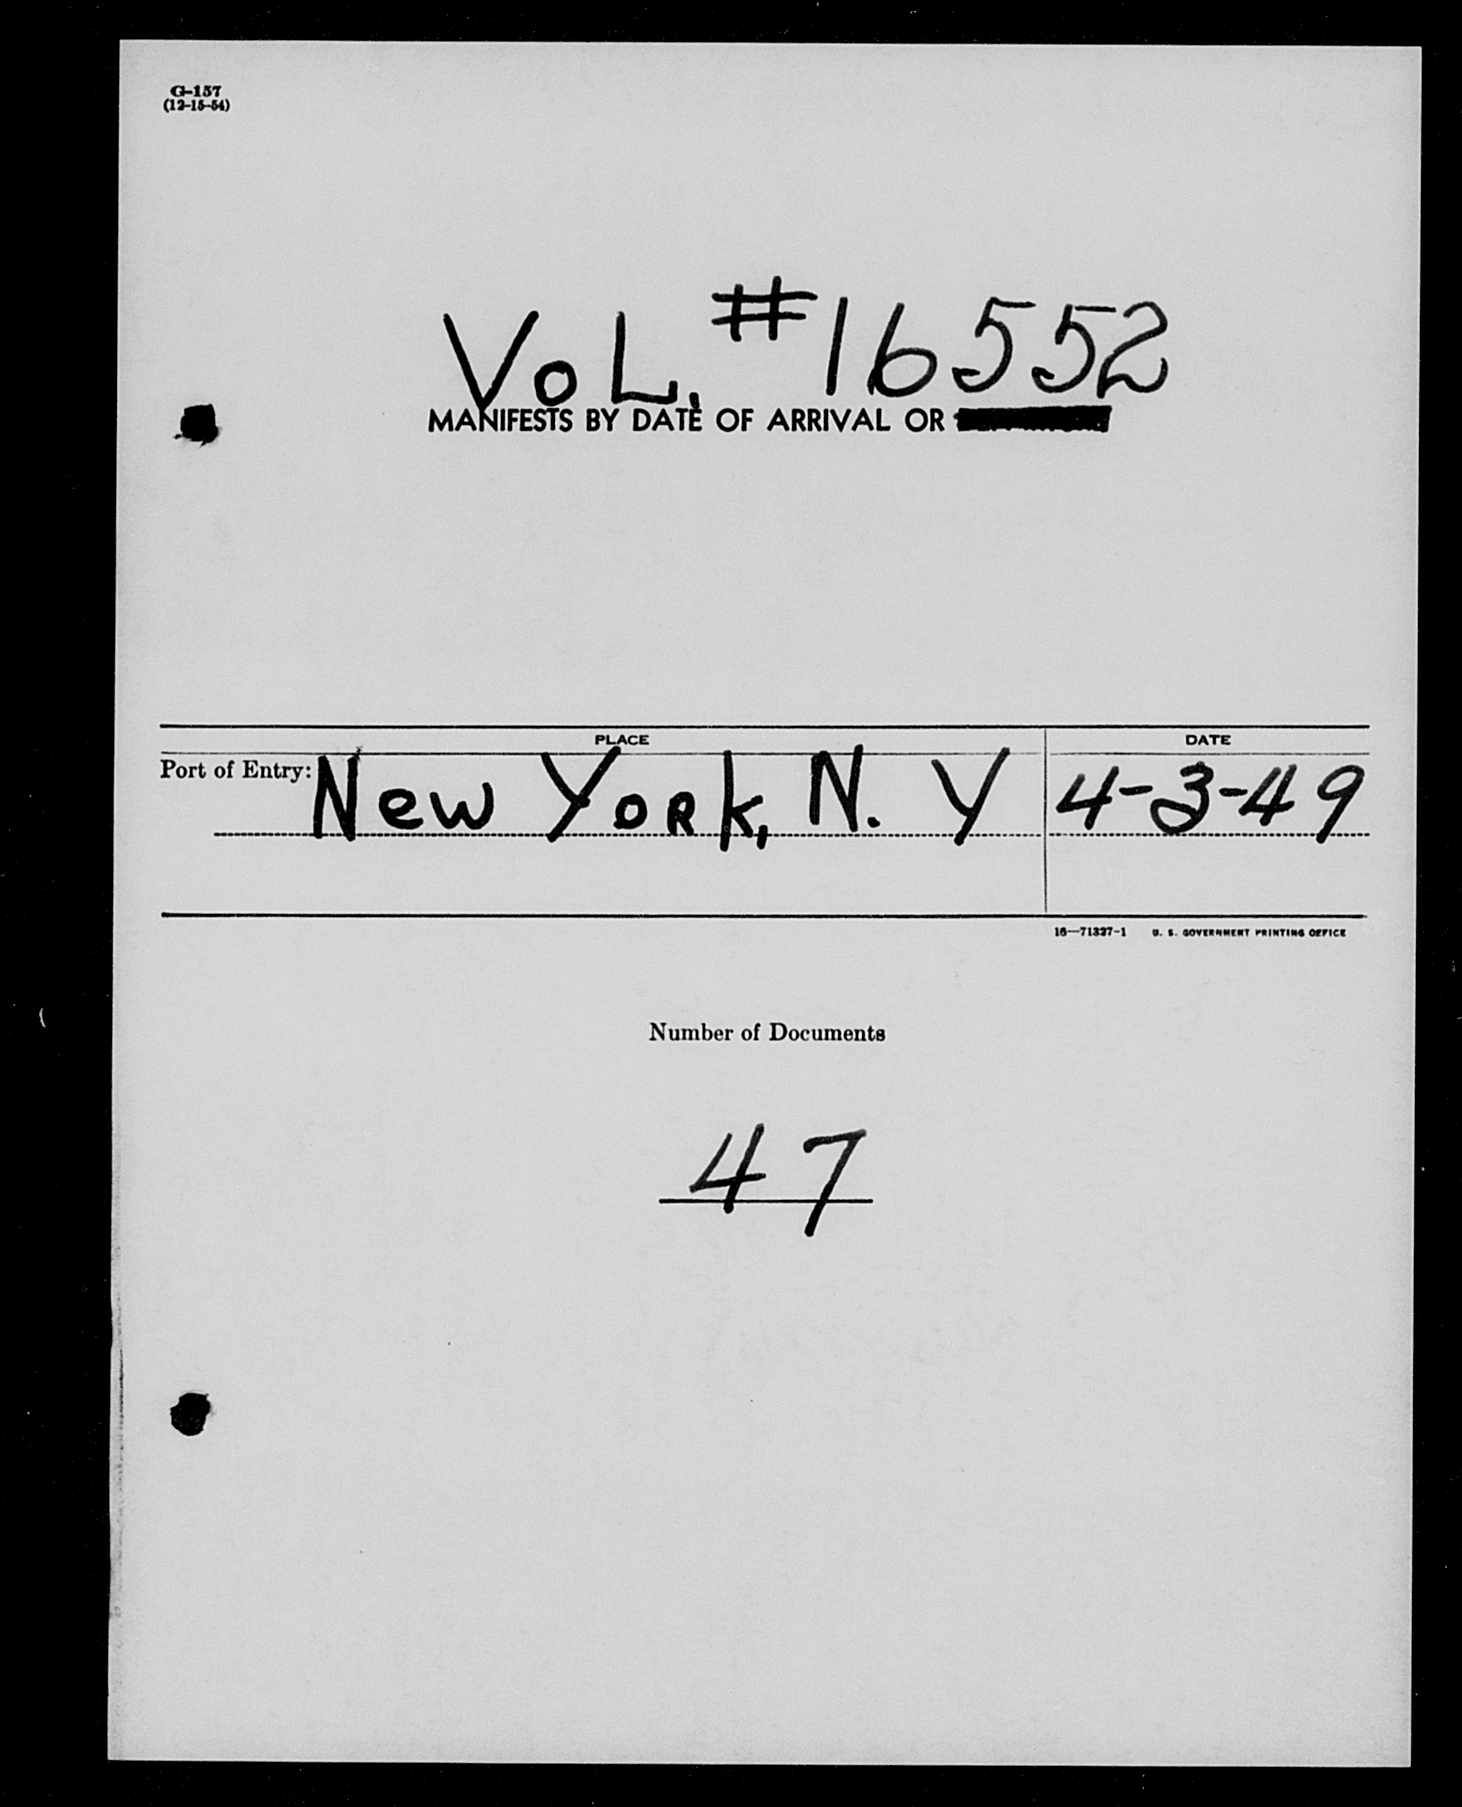 G-157
(12-15-54)
VOL. #16552
MANIFESTS BY DATE OF ARRIVAL OR
PLACE DATE
Port of Entry: New York, N. Y 4-3-49
16—71327-1 U. S. GOVERNMENT PRINTING OFFICE
Number of Documents
47